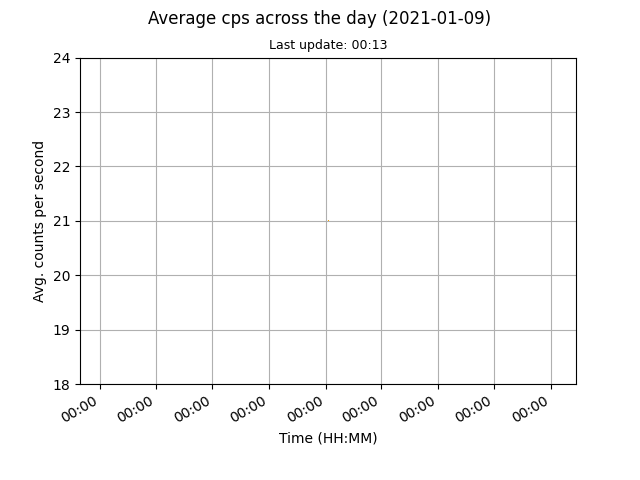 Average cps across the day (2021-01-09)
Last update: 00:13
24
23
22
21
20
19
18
Avg. counts per second
00:00 00:00 00:00 00:00 00:00 00:00 00:00 00:00 00:00
Time (HH:MM)